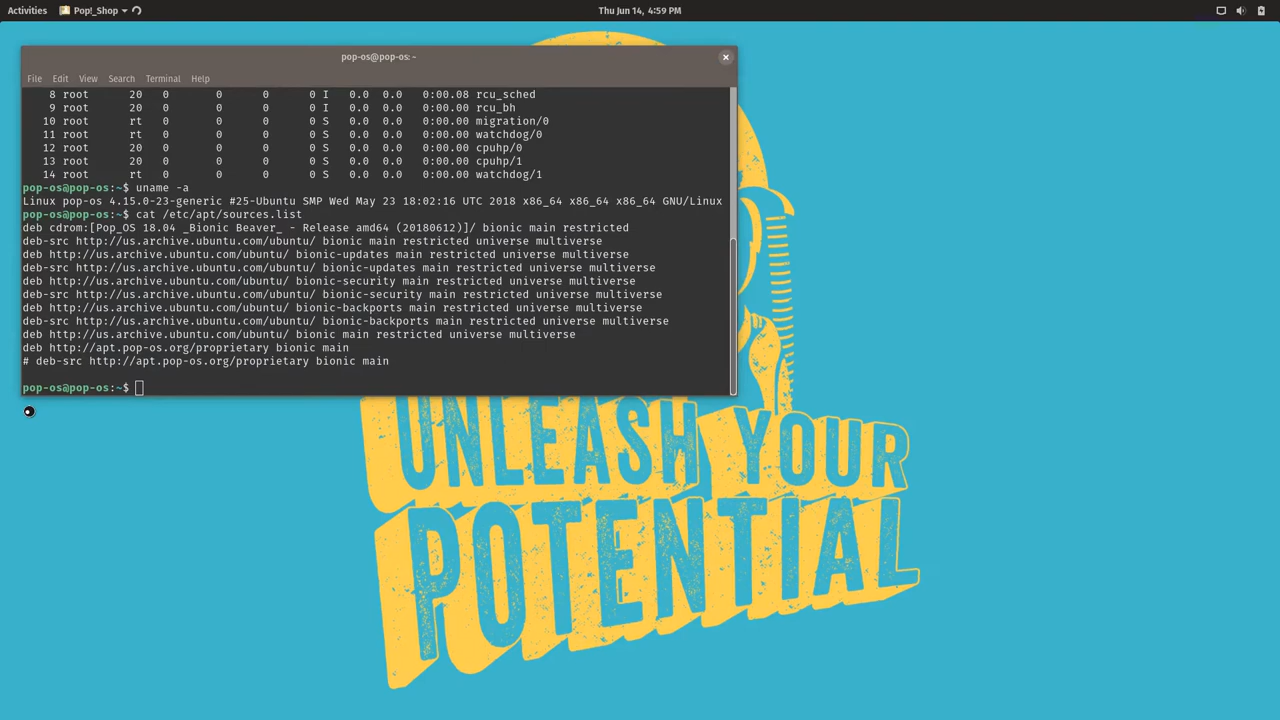 Activities Pop!_Shop Thu Jun 14, 4:59 PM
pop-os@pop-os: ~
File Edit View Search Terminal Help
8 root 20 0 0 0 0 I 0.0 0.0 0:00.08 rcu_sched
9 root 20 0 0 0 0 I 0.0 0.0 0:00.00 rcu_bh
10 root rt 0 0 0 0 S 0.0 0.0 0:00.00 migration/0
11 root rt 0 0 0 0 S 0.0 0.0 0:00.00 watchdog/0
12 root 20 0 0 0 0 S 0.0 0.0 0:00.00 cpuhp/0
13 root 20 0 0 0 0 S 0.0 0.0 0:00.00 cpuhp/1
14 root rt 0 0 0 0 S 0.0 0.0 0:00.00 watchdog/1
pop-os@pop-os:~$ uname -a
Linux pop-os 4.15.0-23-generic #25-Ubuntu SMP Wed May 23 18:02:16 UTC 2018 x86_64 x86_64 x86_64 GNU/Linux
pop-os@pop-os:~$ cat /etc/apt/sources.list
deb cdrom:[Pop_OS 18.04 _Bionic Beaver_ - Release amd64 (20180612)]/ bionic main restricted
deb-src http://us.archive.ubuntu.com/ubuntu/ bionic main restricted universe multiverse
deb http://us.archive.ubuntu.com/ubuntu/ bionic-updates main restricted universe multiverse
deb-src http://us.archive.ubuntu.com/ubuntu/ bionic-updates main restricted universe multiverse
deb http://us.archive.ubuntu.com/ubuntu/ bionic-security main restricted universe multiverse
deb-src http://us.archive.ubuntu.com/ubuntu/ bionic-security main restricted universe multiverse
deb http://us.archive.ubuntu.com/ubuntu/ bionic-backports main restricted universe multiverse
deb-src http://us.archive.ubuntu.com/ubuntu/ bionic-backports main restricted universe multiverse
deb http://us.archive.ubuntu.com/ubuntu/ bionic main restricted universe multiverse
deb http://apt.pop-os.org/proprietary bionic main
# deb-src http://apt.pop-os.org/proprietary bionic main
pop-os@pop-os:~$
UNLEASH YOUR
POTENTIAL